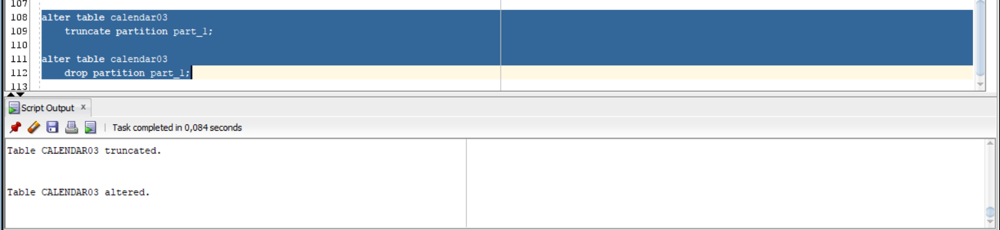 107
108 alter table calendar03
109 truncate partition part_1;
110
111 alter table calendar03
112 drop partition part_1;
113
Script Output x
Task completed in 0,084 seconds
Table CALENDAR03 truncated.
Table CALENDAR03 altered.